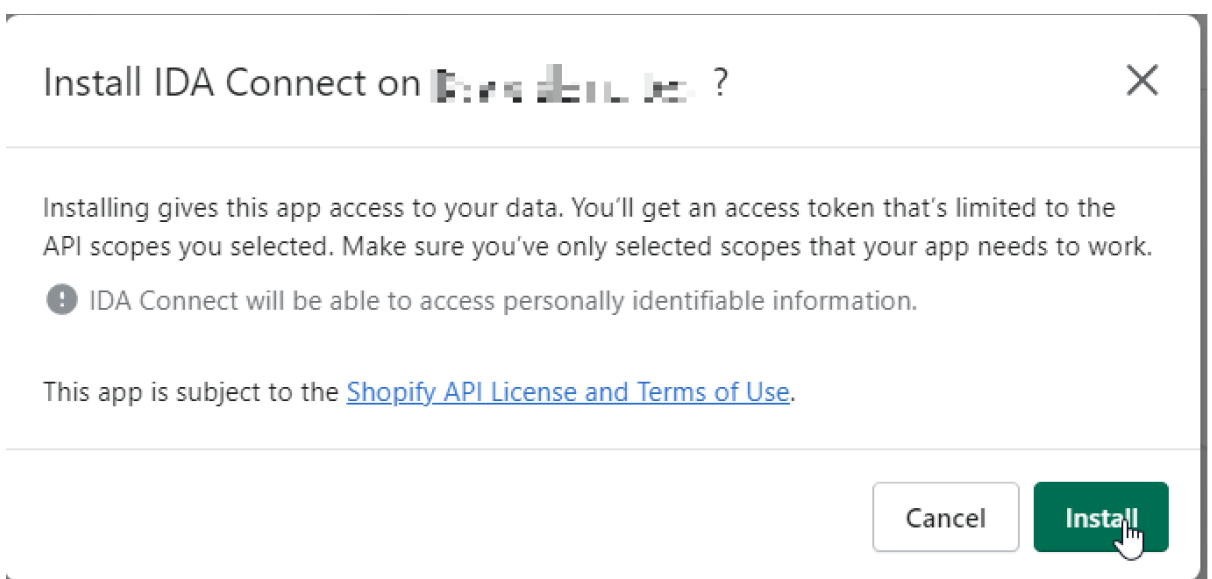 Install IDA Connect on ?
Installing gives this app access to your data. You’ll get an access token that’s limited to the
API scopes you selected. Make sure you’ve only selected scopes that your app needs to work.
IDA Connect will be able to access personally identifiable information.
This app is subject to the Shopify API License and Terms of Use.
Cancel
Install